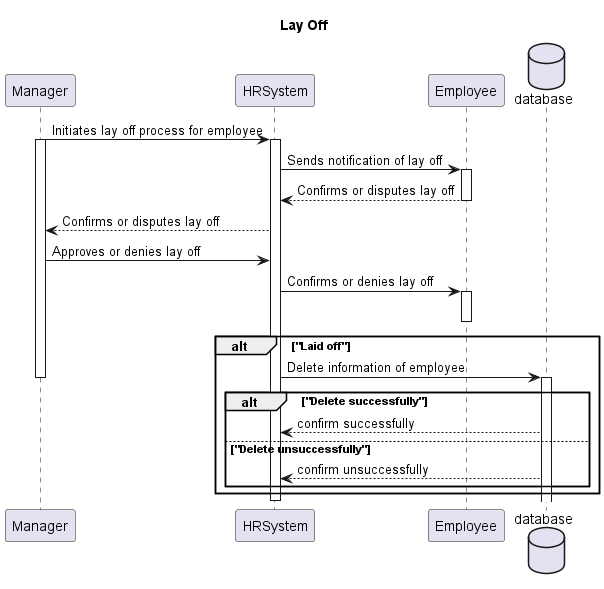 Lay Off
Manager
HRSystem
Employee
database
Initiates lay off process for employee
Sends notification of lay off
Confirms or disputes lay off
Confirms or disputes lay off
Approves or denies lay off
Confirms or denies lay off
alt ["Laid off"]
Delete information of employee
alt ["Delete successfully"]
confirm successfully
["Delete unsuccessfully"]
confirm unsuccessfully
Manager
HRSystem
Employee
database